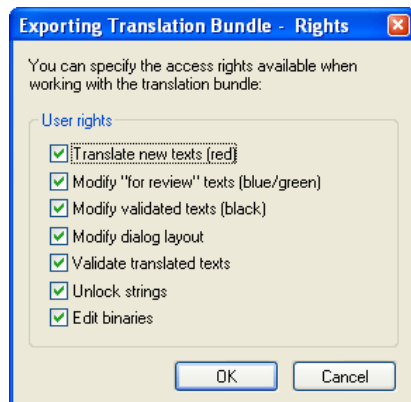 Exporting Translation Bundle - Rights
You can specify the access rights available when
working with the translation bundle:
User rights
Translate new texts (red)
Modify "for review" texts (blue/green)
Modify validated texts (black)
Modify dialog layout
Validate translated texts
Unlock strings
Edit binaries
OK Cancel